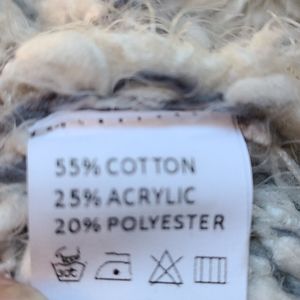 55% COTTON
25% ACRYLIC
20% POLYESTER